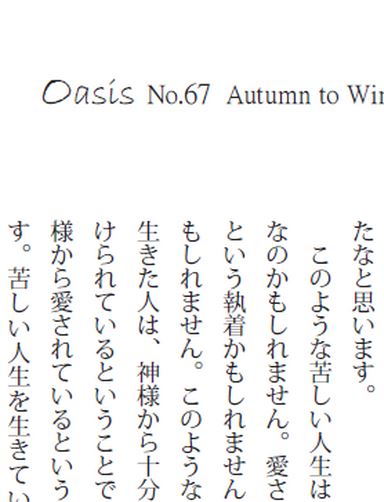 Oasis No.67 Autumn to Win
たなと思います。
このような苦しい人生は
なのかもしれません。愛さ
という執着かもしれません
もしれません。このような
生きた人は、神様から十分
けられているということで
様から愛されているという
す。苦しい人生を生きてい